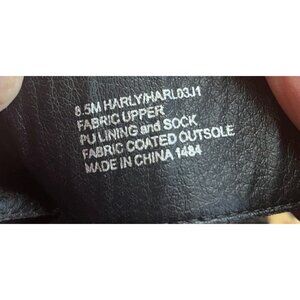 8.5M HARLY/HARL03J1
FABRIC UPPER
PU LINING and SOCK
FABRIC COATED OUTSOLE
MADE IN CHINA 1484